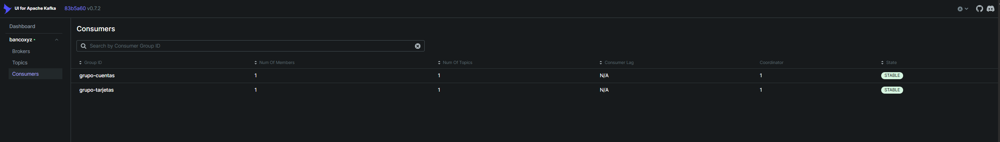 UI for Apache Kafka 83b5a60 v0.7.2
Dashboard
bancoxyz
Brokers
Topics
Consumers
Consumers
Search by Consumer Group ID
Group ID Num Of Members Num Of Topics Consumer Lag Coordinator State
grupo-cuentas 1 1 N/A 1 STABLE
grupo-tarjetas 1 1 N/A 1 STABLE